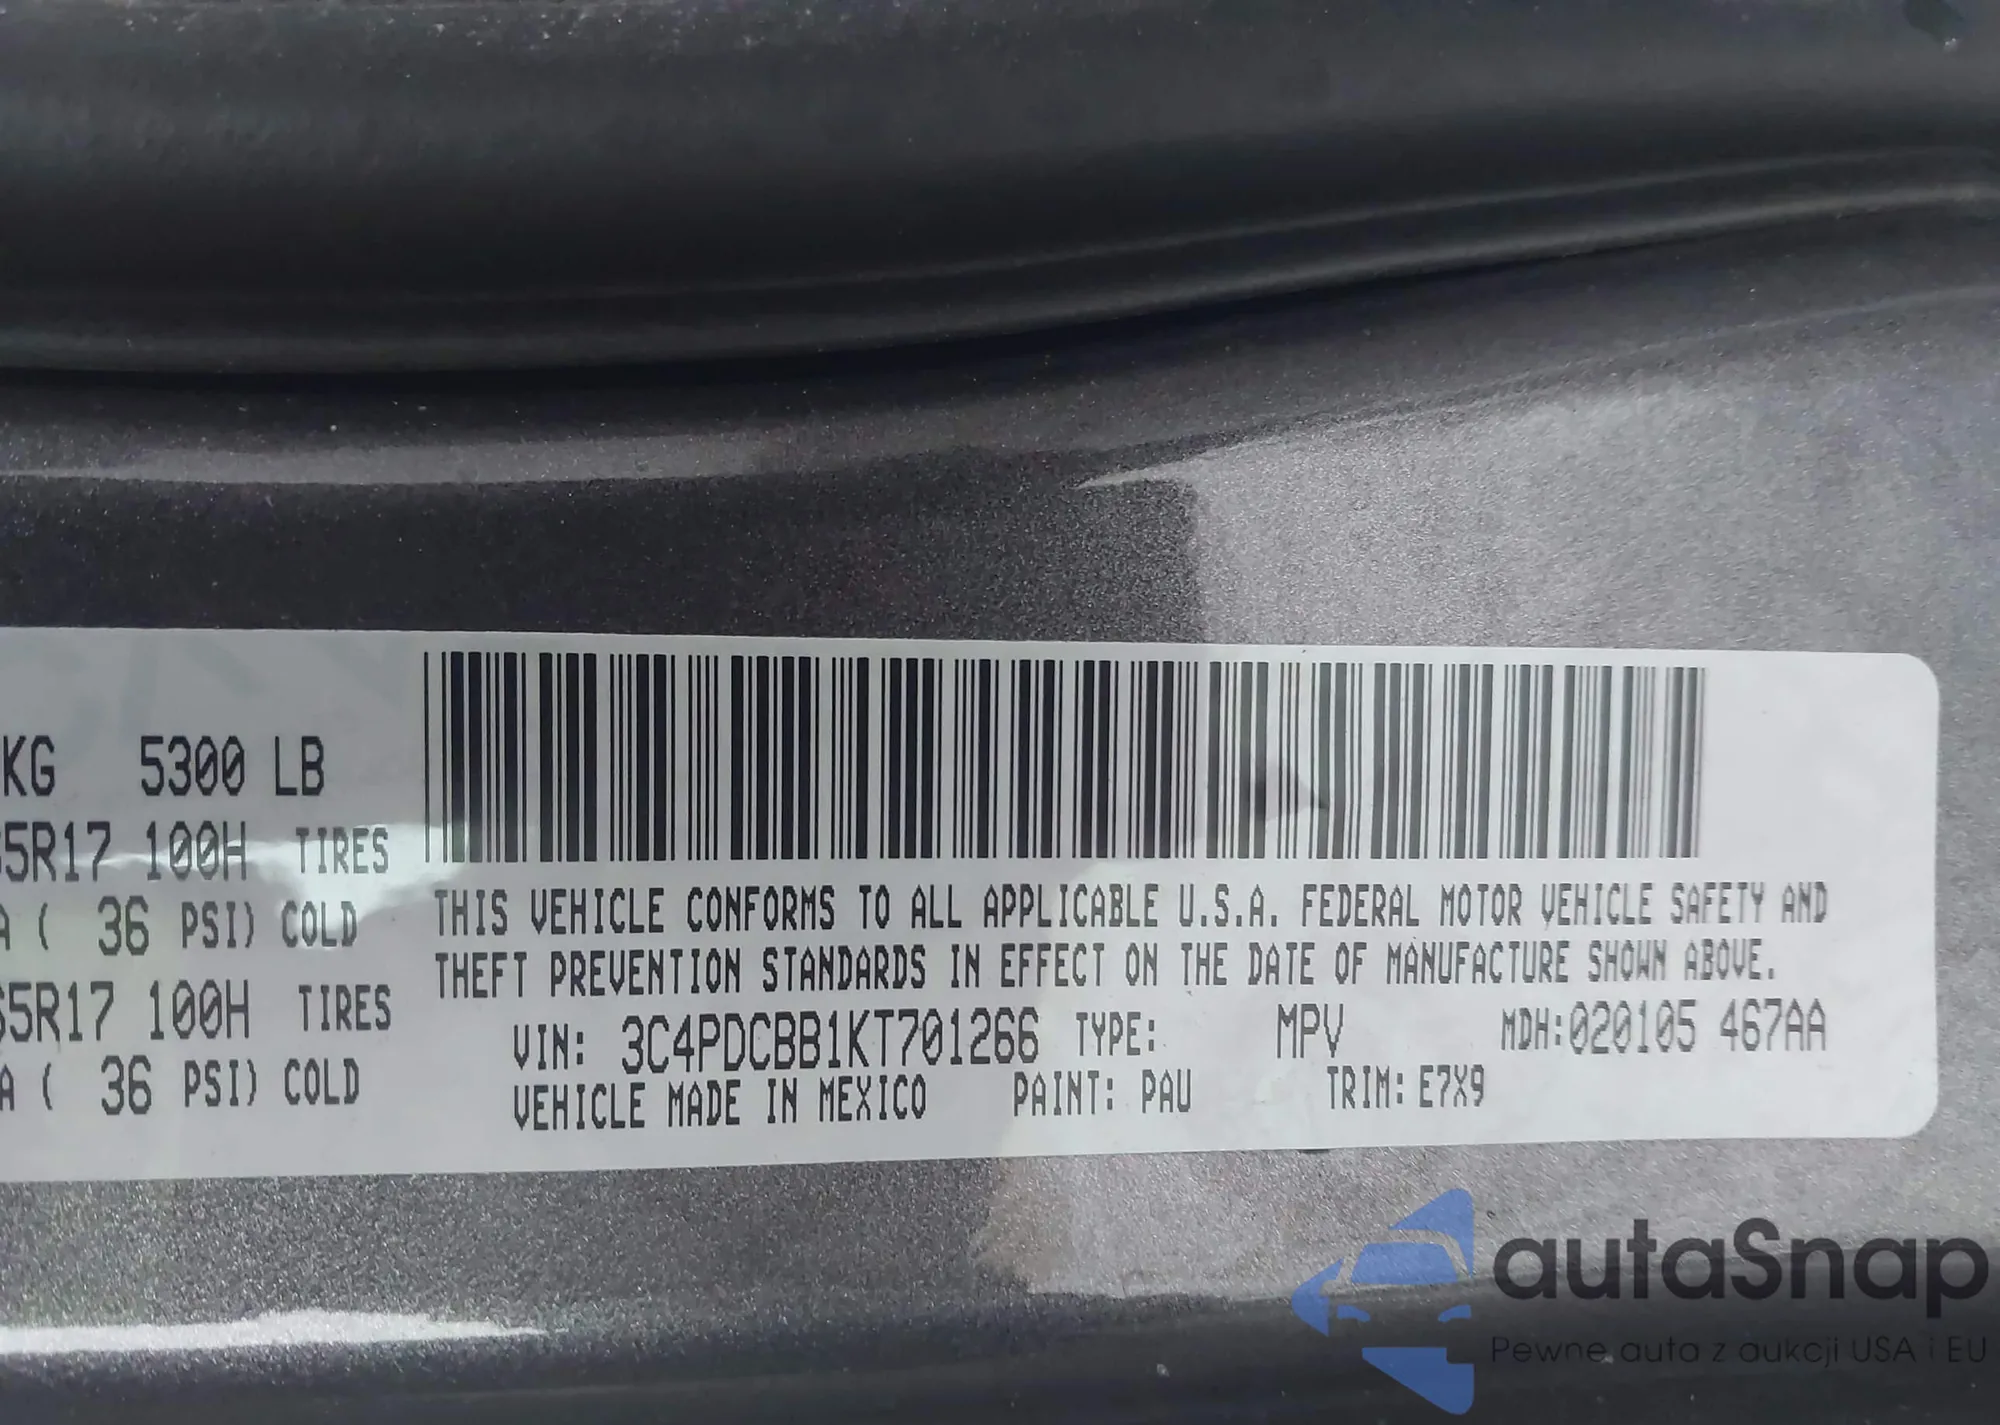 KG 5300 LB
5R17 100H TIRES
A ( 36 PSI) COLD
5R17 100H TIRES
A ( 36 PSI) COLD
THIS VEHICLE CONFORMS TO ALL APPLICABLE U.S.A. FEDERAL MOTOR VEHICLE SAFETY AND
THEFT PREVENTION STANDARDS IN EFFECT ON THE DATE OF MANUFACTURE SHOWN ABOVE.
VIN: 3C4PDCBB1KT701266 TYPE: MPV MDH:020105 467AA
VEHICLE MADE IN MEXICO PAINT: PAU TRIM: E7X9
autaSnap
Pewne auta z aukcji USA i EU